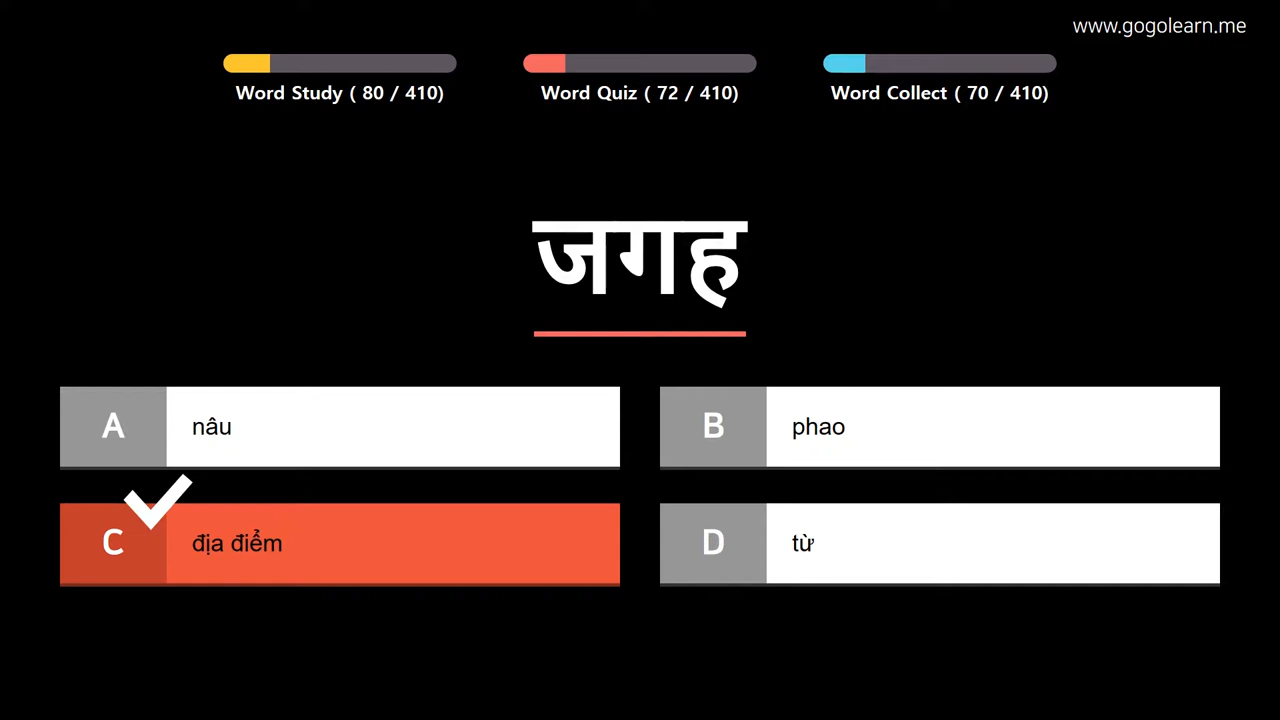 www.gogolearn.me
Word Study ( 80 / 410)
Word Quiz ( 72 / 410)
Word Collect ( 70 / 410)
जगह
A nâu
B phao
C địa điểm
D từ